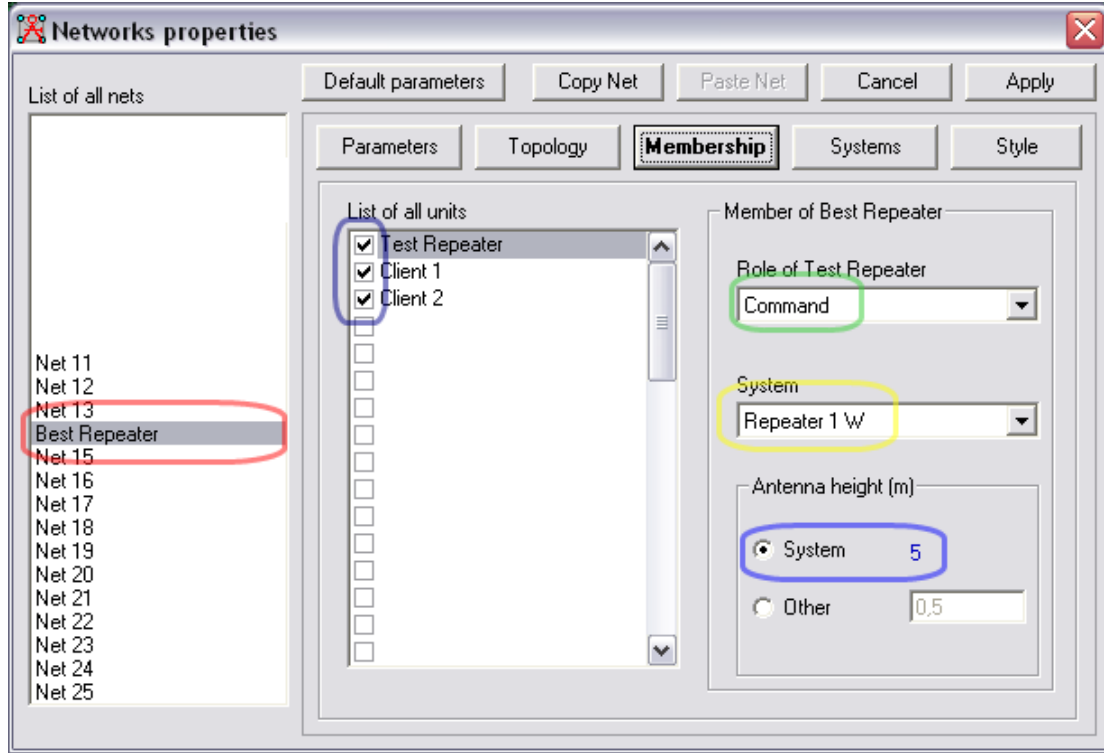 Networks properties
Default parameters
Copy Net
Paste Net
Cancel
Apply
List of all nets
Parameters
Topology
Membership
Systems
Style
Net 11
Net 12
Net 13
Best Repeater
Net 15
Net 16
Net 17
Net 18
Net 19
Net 20
Net 21
Net 22
Net 23
Net 24
Net 25
List of all units
Test Repeater
Client 1
Client 2
Member of Best Repeater
Role of Test Repeater
Command
System
Repeater 1 W
Antenna height (m)
System 5
Other 0,5